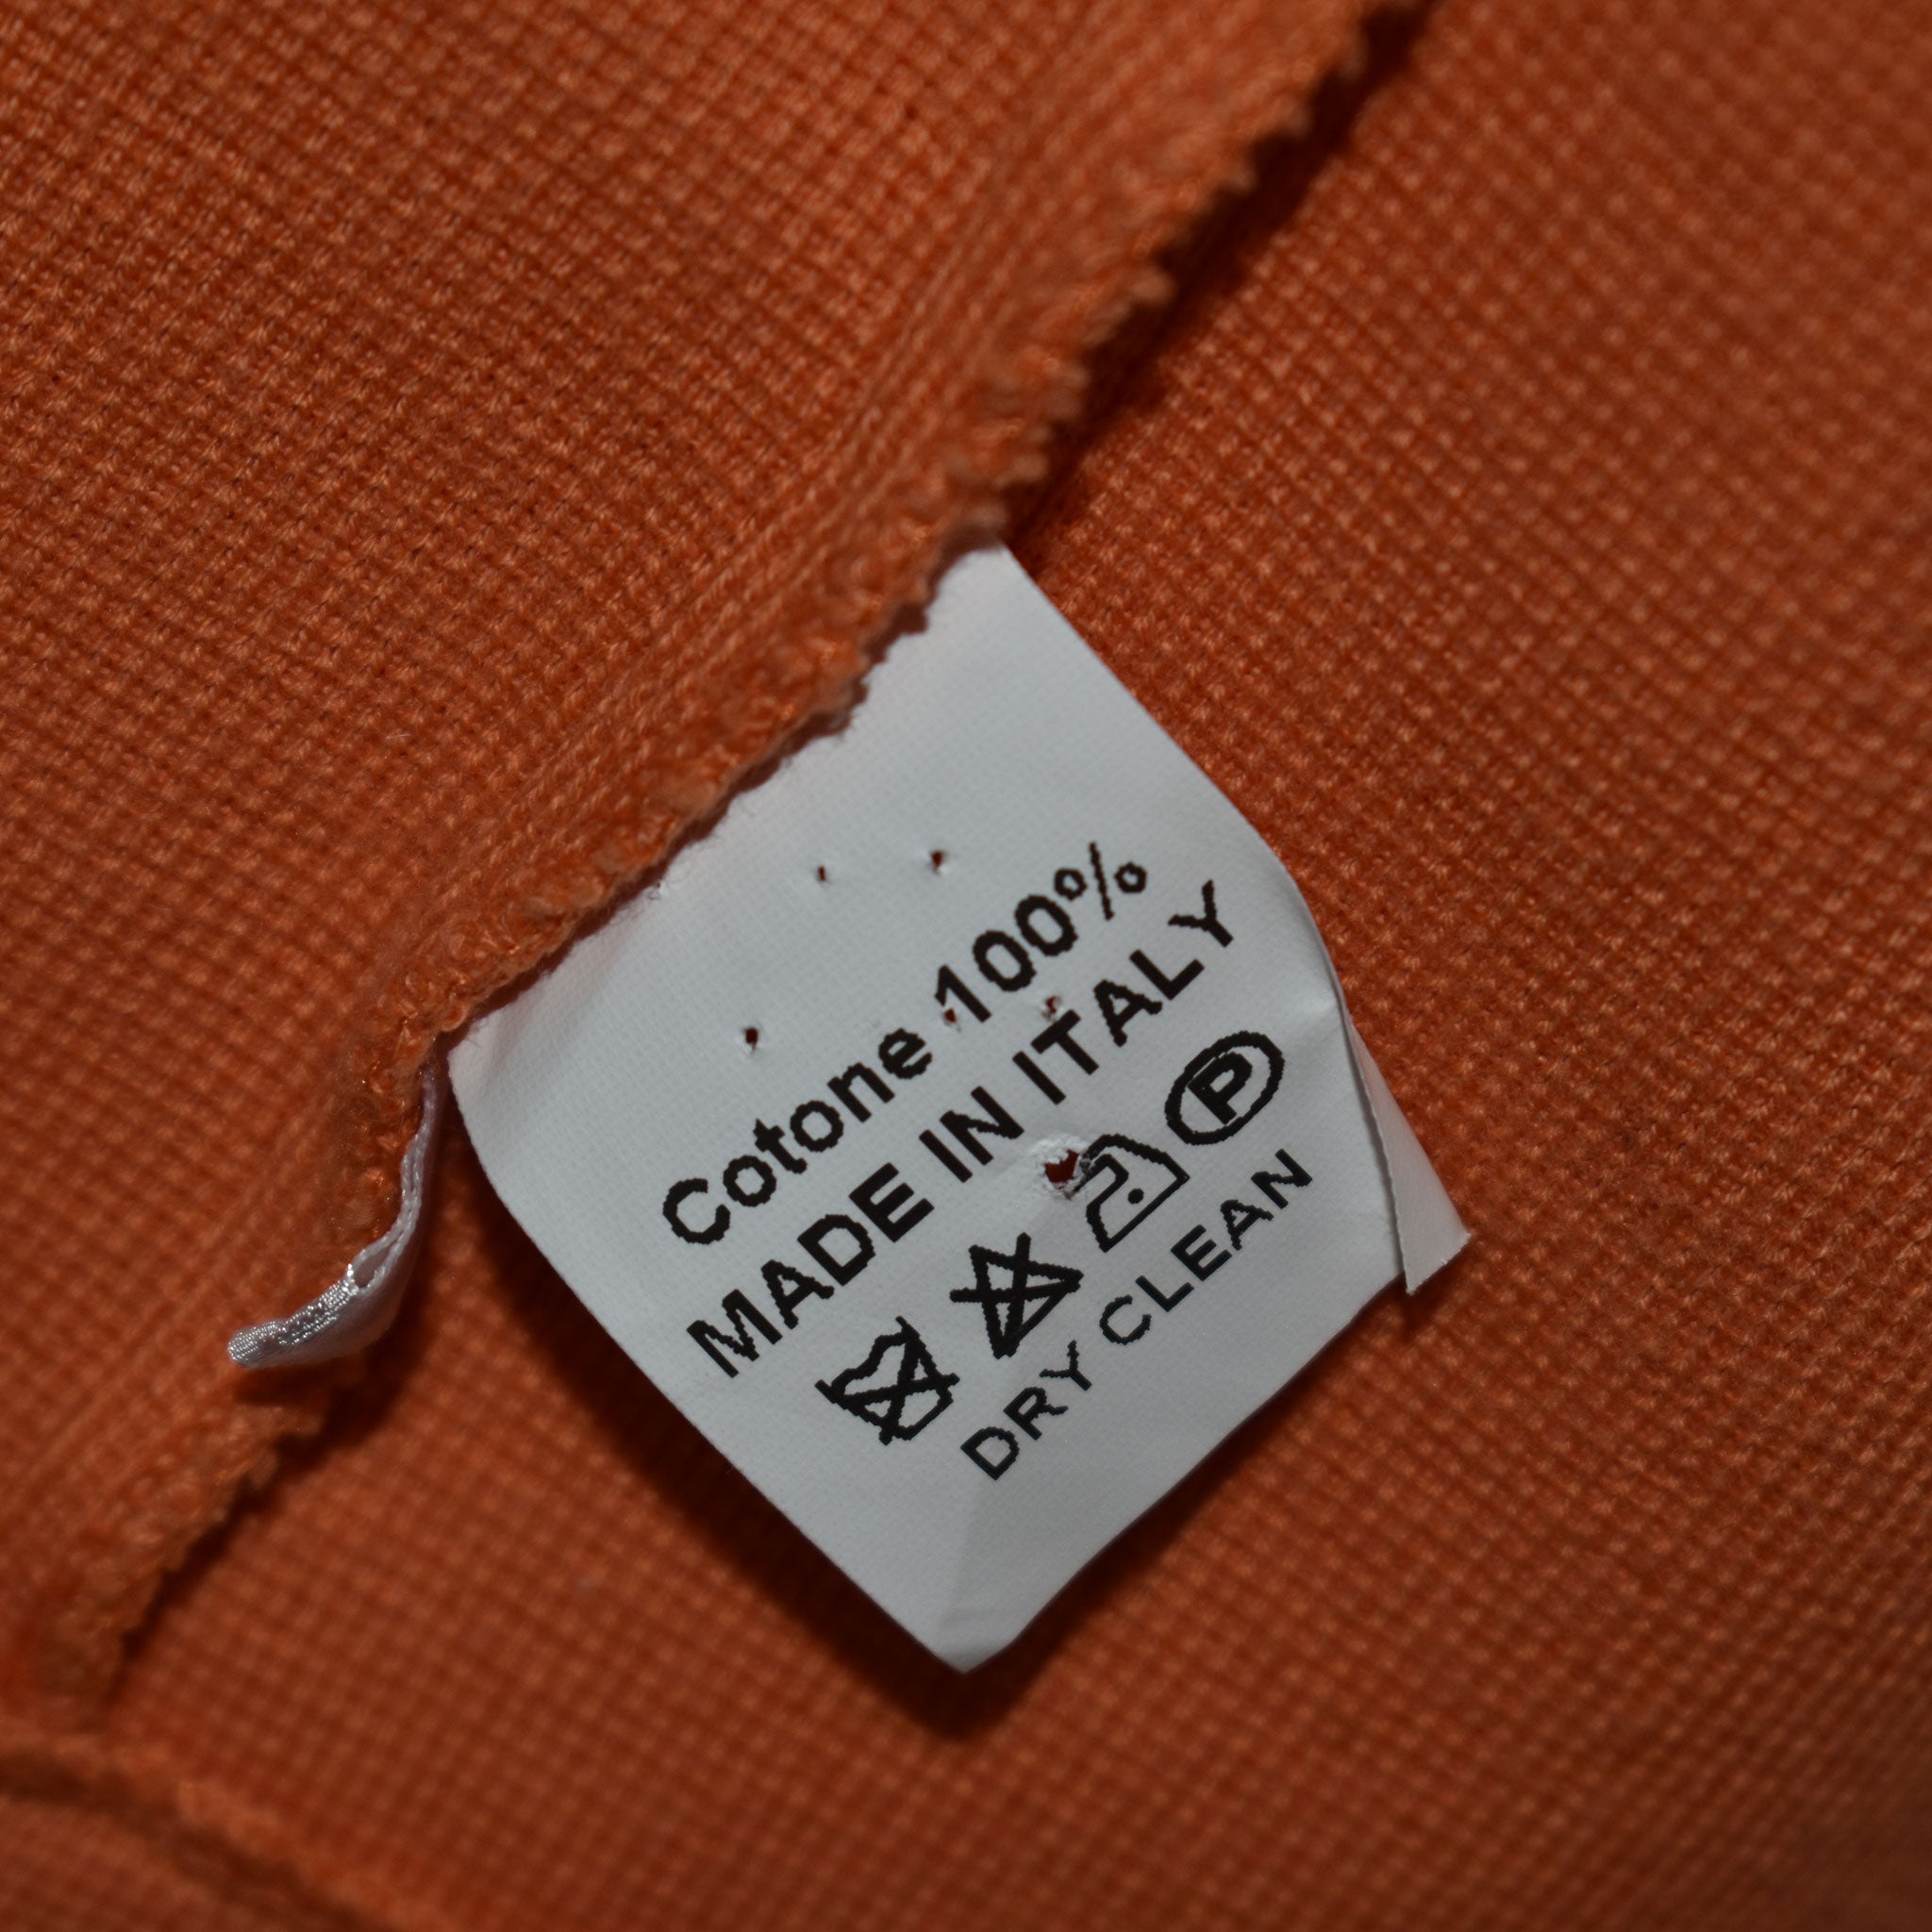 Cotone 100%
MADE IN ITALY
P
DRY CLEAN